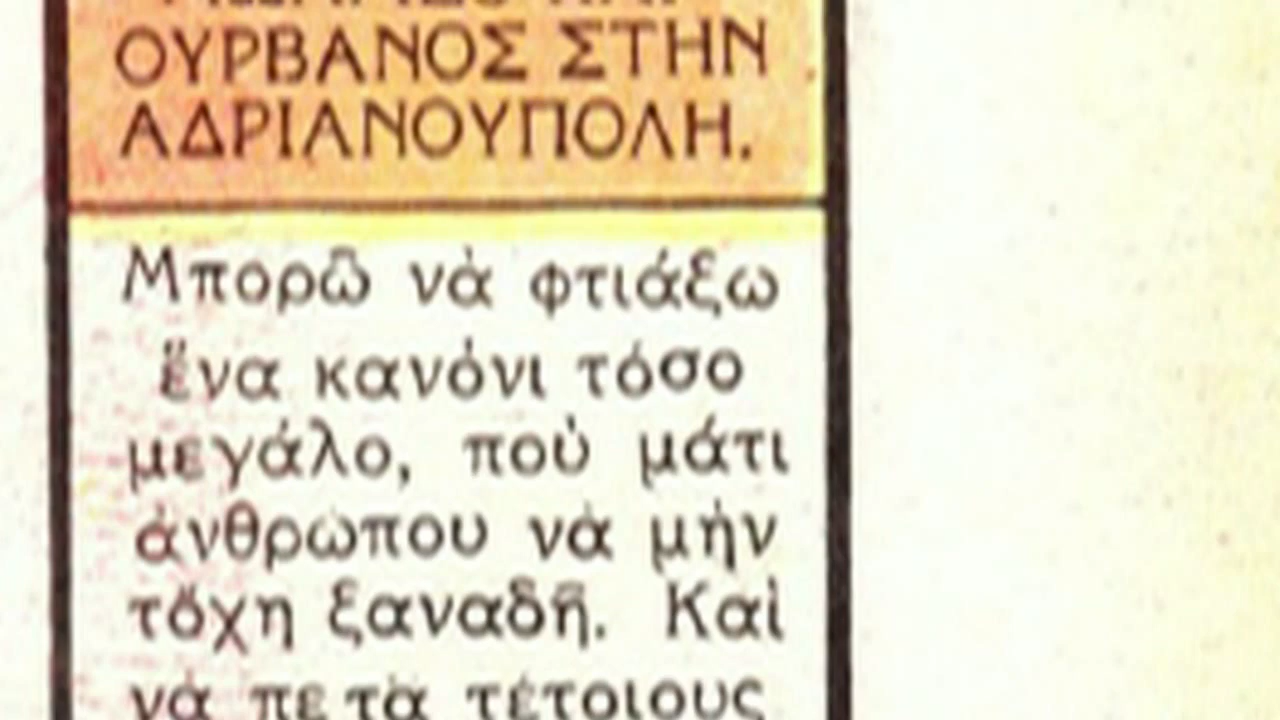 ΟΥΡΒΑΝΟΣ ΣΤΗΝ
ΑΔΡΙΑΝΟΥΠΟΛΗ.
Μπορῶ νὰ φτιάξω
ἕνα κανόνι τόσο
μεγάλο, ποὺ μάτι
ἀνθρώπου νὰ μὴν
τὄχη ξαναδῆ. Καὶ
νὰ πετᾶ τέτοιους